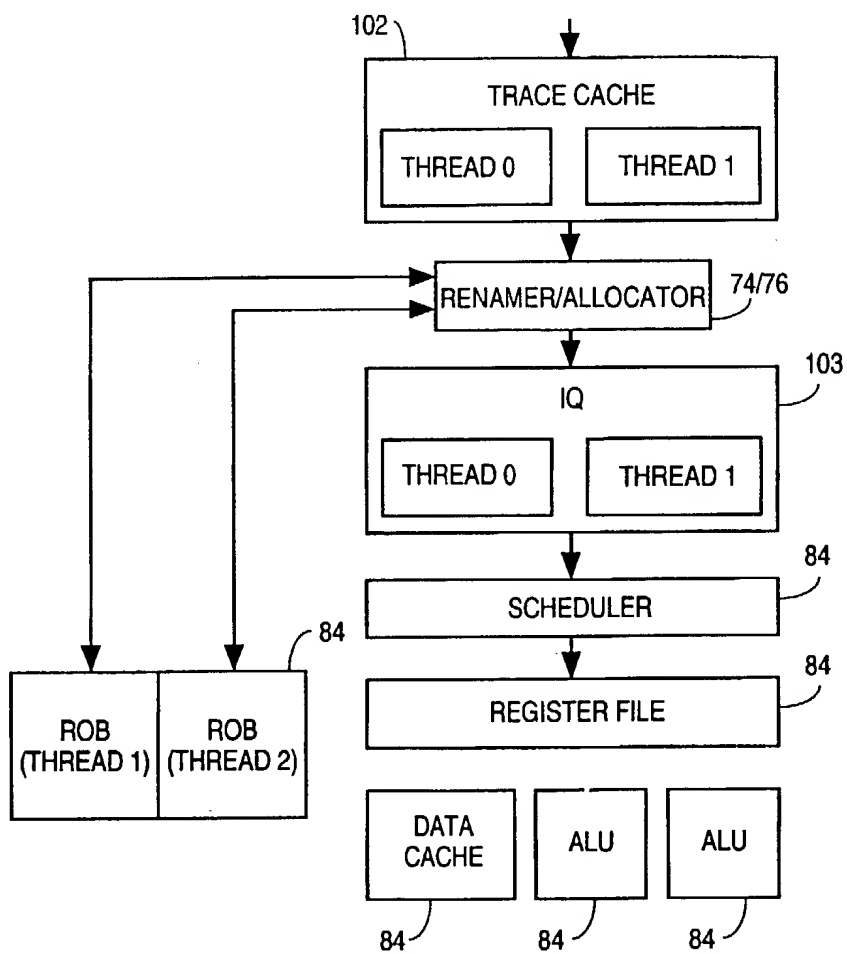 102
TRACE CACHE
THREAD 0
THREAD 1
RENAMER/ALLOCATOR
74/76
103
IQ
THREAD 0
THREAD 1
84
SCHEDULER
84
84
REGISTER FILE
ROB
(THREAD 1)
ROB
(THREAD 2)
DATA
CACHE
ALU
ALU
84
84
84